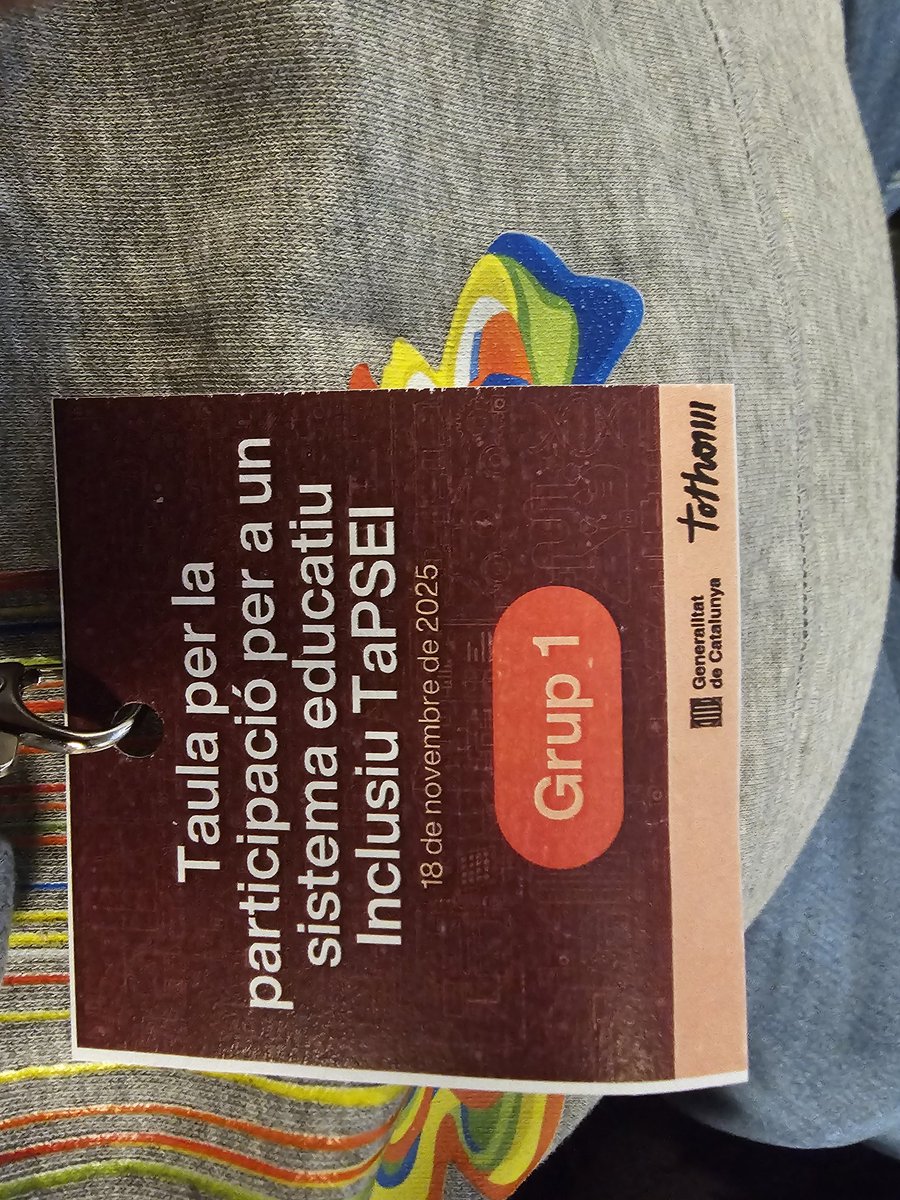 Taula per la
participació per a un
sistema educatiu
Inclusiu TaPSEI
18 de novembre de 2025
Grup 1
Generalitat
de Catalunya
Tothom